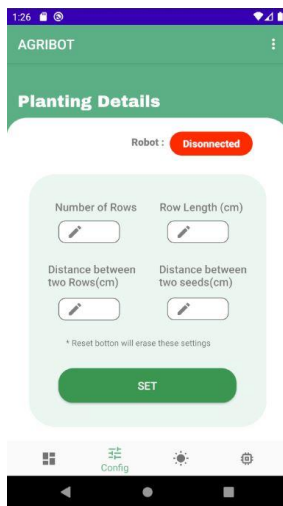 1:26
AGRIBOT
Planting Details
Robot : Disonnected
Number of Rows Row Length (cm)
Distance between Distance between
two Rows(cm) two seeds(cm)
* Reset botton will erase these settings
SET
Config